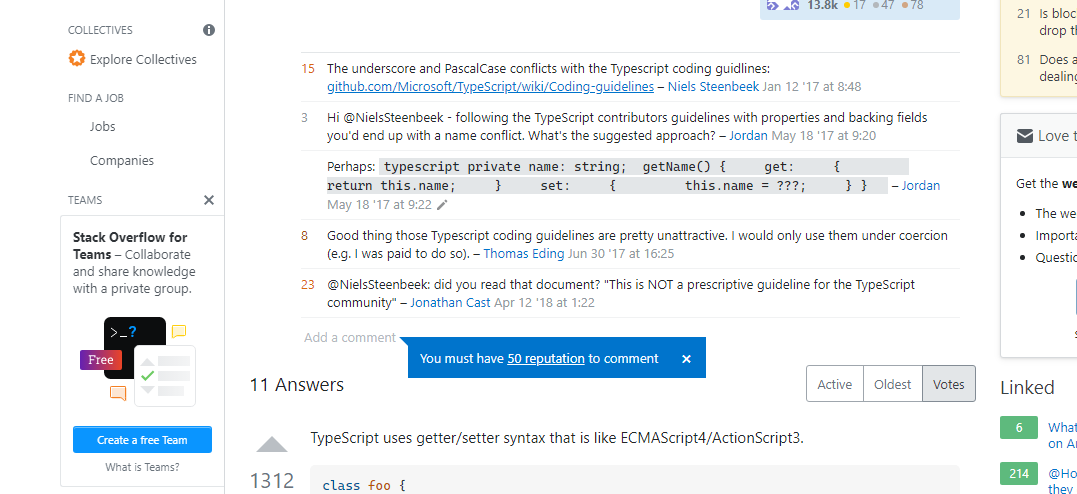 COLLECTIVES
Explore Collectives
FIND A JOB
Jobs
Companies
TEAMS
Stack Overflow for
Teams – Collaborate
and share knowledge
with a private group.
>_?
Free
Create a free Team
What is Teams?
13.8k 17 47 78
15 The underscore and PascalCase conflicts with the Typescript coding guidlines:
github.com/Microsoft/TypeScript/wiki/Coding-guidelines – Niels Steenbeek Jan 12 '17 at 8:48
3 Hi @NielsSteenbeek - following the TypeScript contributors guidelines with properties and backing fields
you'd end up with a name conflict. What's the suggested approach? – Jordan May 18 '17 at 9:20
Perhaps: typescript private name: string; getName() { get: {
return this.name; } set: { this.name = ???; } } – Jordan
May 18 '17 at 9:22
8 Good thing those Typescript coding guidelines are pretty unattractive. I would only use them under coercion
(e.g. I was paid to do so). – Thomas Eding Jun 30 '17 at 16:25
23 @NielsSteenbeek: did you read that document? "This is NOT a prescriptive guideline for the TypeScript
community" – Jonathan Cast Apr 12 '18 at 1:22
Add a comment
You must have 50 reputation to comment ×
11 Answers
Active Oldest Votes
TypeScript uses getter/setter syntax that is like ECMAScript4/ActionScript3.
1312
class foo {
21 Is bloc
drop th
81 Does a
dealing
Love t
Get the we
The we
Importa
Questic
Linked
6 What
on Ar
214 @Ho
they